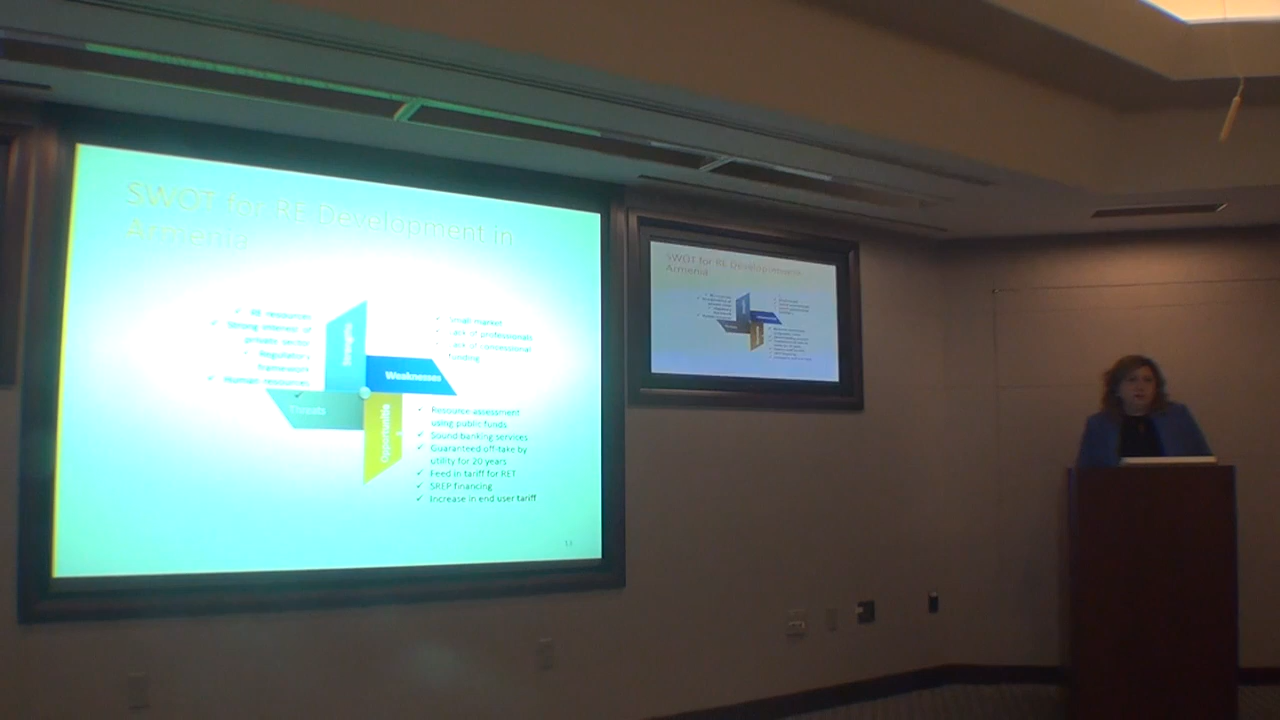 SWOT for RE Development in
Armenia
RE resources
Strong interest of
private sector
Regulatory
framework
Human resources
Strengths
Small market
Lack of professionals
Lack of concessional
funding
Weaknesses
Threats
Opportunities
Resource assessment
using public funds
Sound banking services
Guaranteed off-take by
utility for 20 years
Feed in tariff for RET
SREP financing
Increase in end user tariff
13
SWOT for RE Development in
Armenia